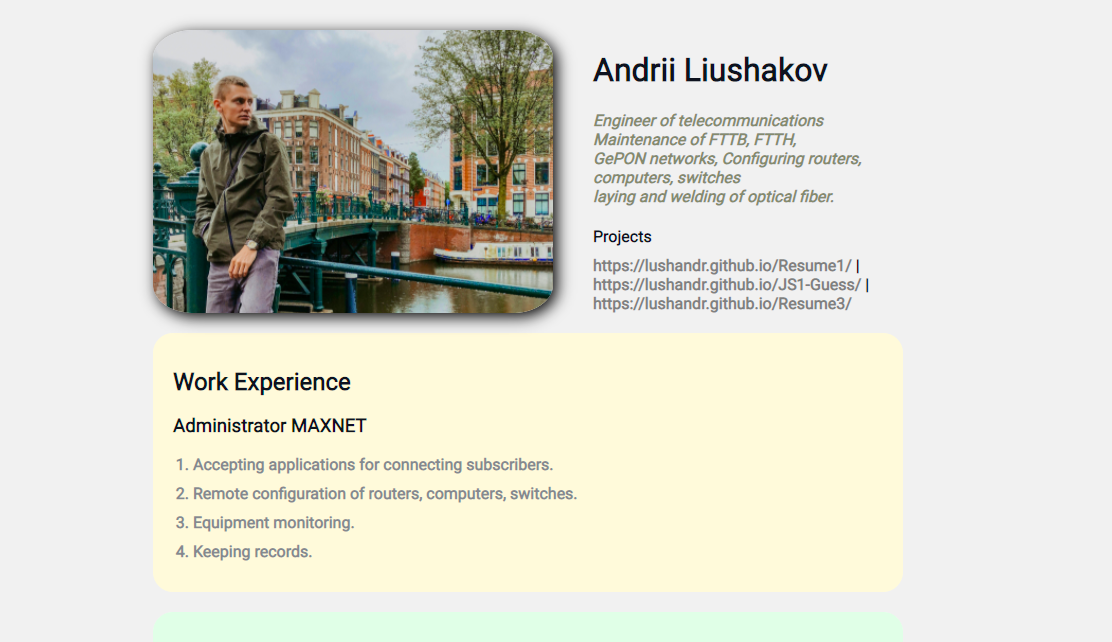 Andrii Liushakov
Engineer of telecommunications
Maintenance of FTTB, FTTH,
GePON networks, Configuring routers,
computers, switches
laying and welding of optical fiber.
Projects
https://lushandr.github.io/Resume1/ |
https://lushandr.github.io/JS1-Guess/ |
https://lushandr.github.io/Resume3/
Work Experience
Administrator MAXNET
1. Accepting applications for connecting subscribers.
2. Remote configuration of routers, computers, switches.
3. Equipment monitoring.
4. Keeping records.